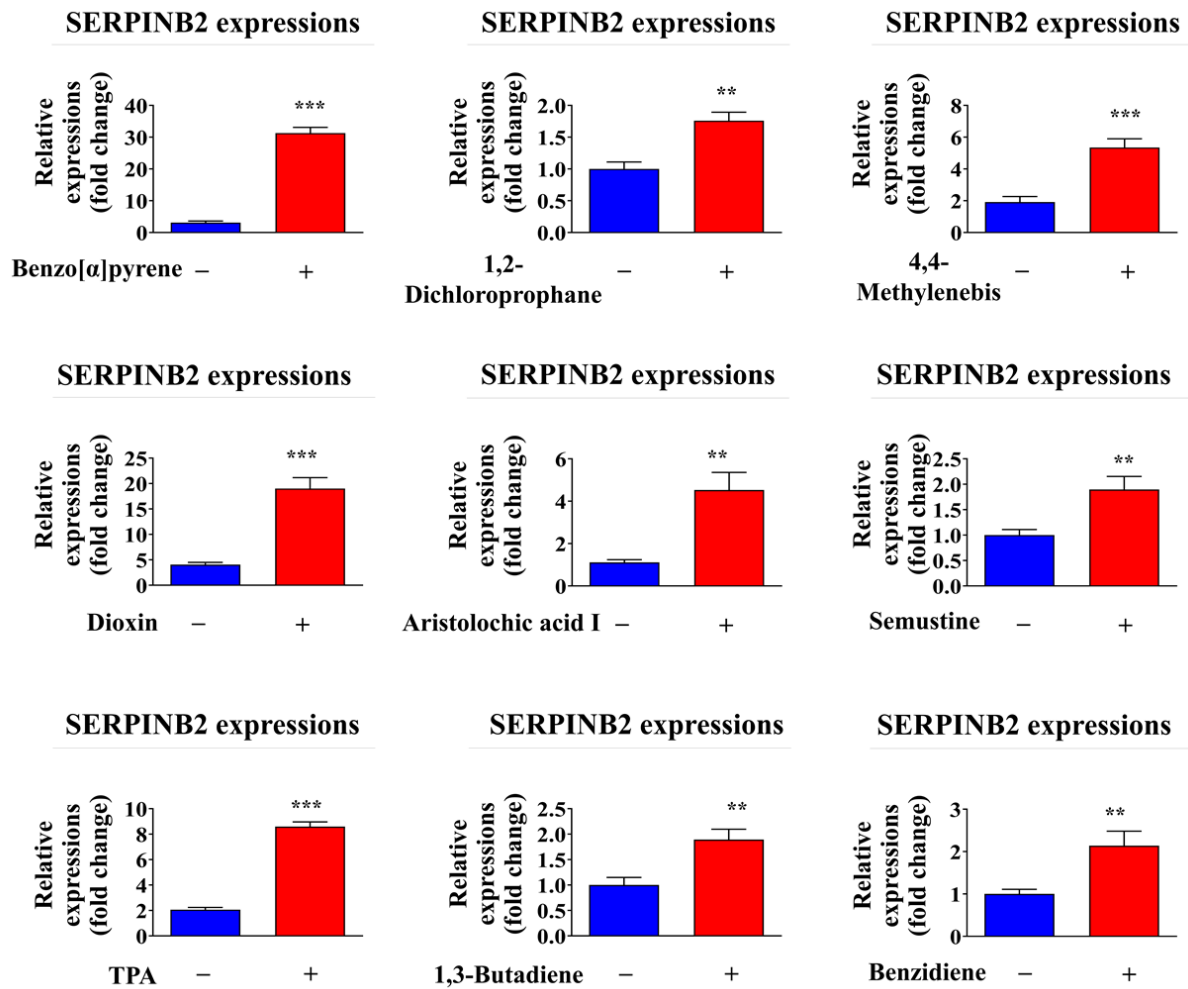 SERPINB2 expressions
Relative
expressions
(fold change)
40
30
20
10
0
***
Benzo[α]pyrene − +
SERPINB2 expressions
Relative
expressions
(fold change)
2.0
1.5
1.0
0.5
0.0
**
1,2-
Dichloroprophane − +
SERPINB2 expressions
Relative
expressions
(fold change)
8
6
4
2
0
***
4,4-
Methylenebis − +
SERPINB2 expressions
Relative
expressions
(fold change)
25
20
15
10
5
0
***
Dioxin − +
SERPINB2 expressions
Relative
expressions
(fold change)
6
4
2
0
**
Aristolochic acid I − +
SERPINB2 expressions
Relative
expressions
(fold change)
2.5
2.0
1.5
1.0
0.5
0.0
**
Semustine − +
SERPINB2 expressions
Relative
expressions
(fold change)
10
8
6
4
2
0
***
TPA − +
SERPINB2 expressions
Relative
expressions
(fold change)
2.5
2.0
1.5
1.0
0.5
0.0
**
1,3-Butadiene − +
SERPINB2 expressions
Relative
expressions
(fold change)
3
2
1
0
**
Benzidiene − +